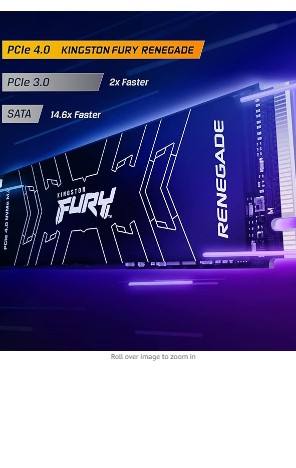 PCIe 4.0 KINGSTON FURY RENEGADE
PCIe 3.0 2x Faster
SATA 14.6x Faster
KINGSTON
FURY
RENEGADE
PCIe 4.0 NVMe M.
M
Roll over image to zoom in